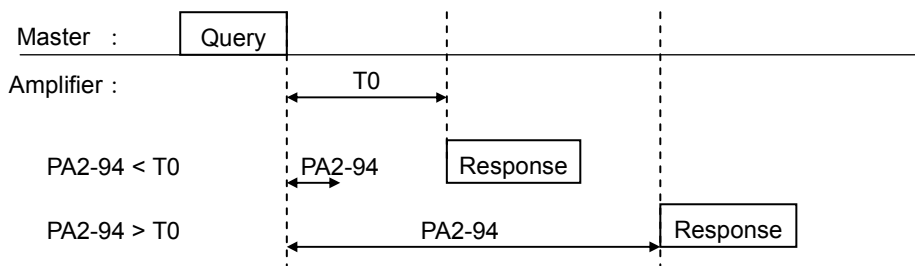 Master : Query
Amplifier :
T0
PA2-94 < T0 PA2-94 Response
PA2-94 > T0 PA2-94 Response